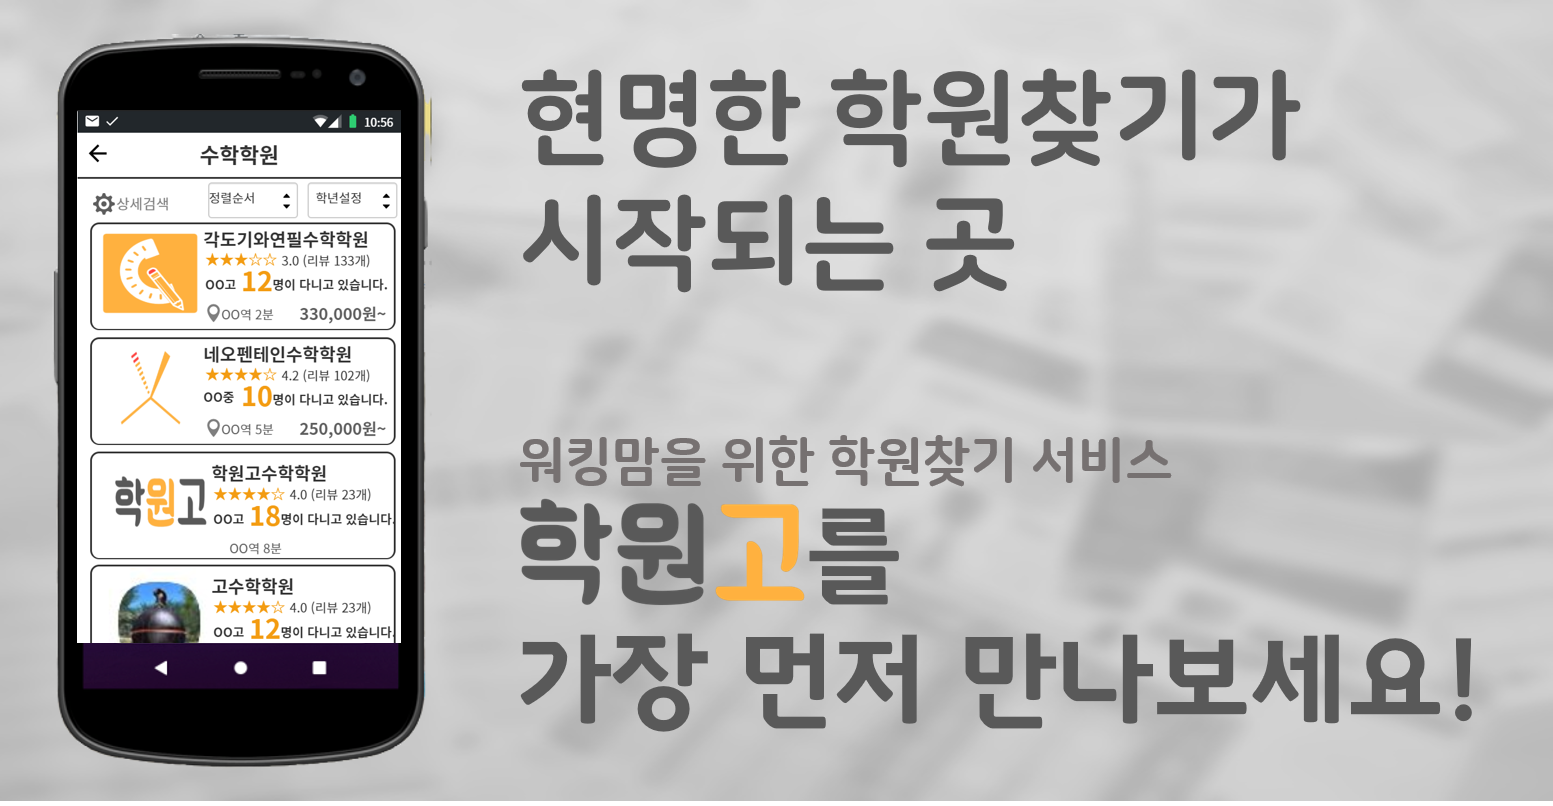 10:56
수학학원
상세검색
정렬순서
학년설정
각도기와연필수학학원
★★★☆☆ 3.0 (리뷰 133개)
OO고 12명이 다니고 있습니다.
OO역 2분 330,000원~
네오펜테인수학학원
★★★★☆ 4.2 (리뷰 102개)
OO중 10명이 다니고 있습니다.
OO역 5분 250,000원~
학원고
학원고수학학원
★★★★☆ 4.0 (리뷰 23개)
OO고 18명이 다니고 있습니다.
OO역 8분
고수학학원
★★★★☆ 4.0 (리뷰 23개)
OO고 12명이 다니고 있습니다.
현명한 학원찾기가
시작되는 곳
워킹맘을 위한 학원찾기 서비스
학원고를
가장 먼저 만나보세요!